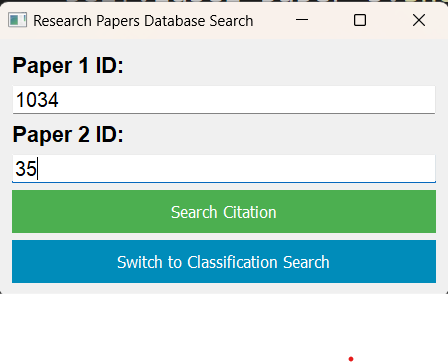 Research Papers Database Search
Paper 1 ID:
1034
Paper 2 ID:
35
Search Citation
Switch to Classification Search